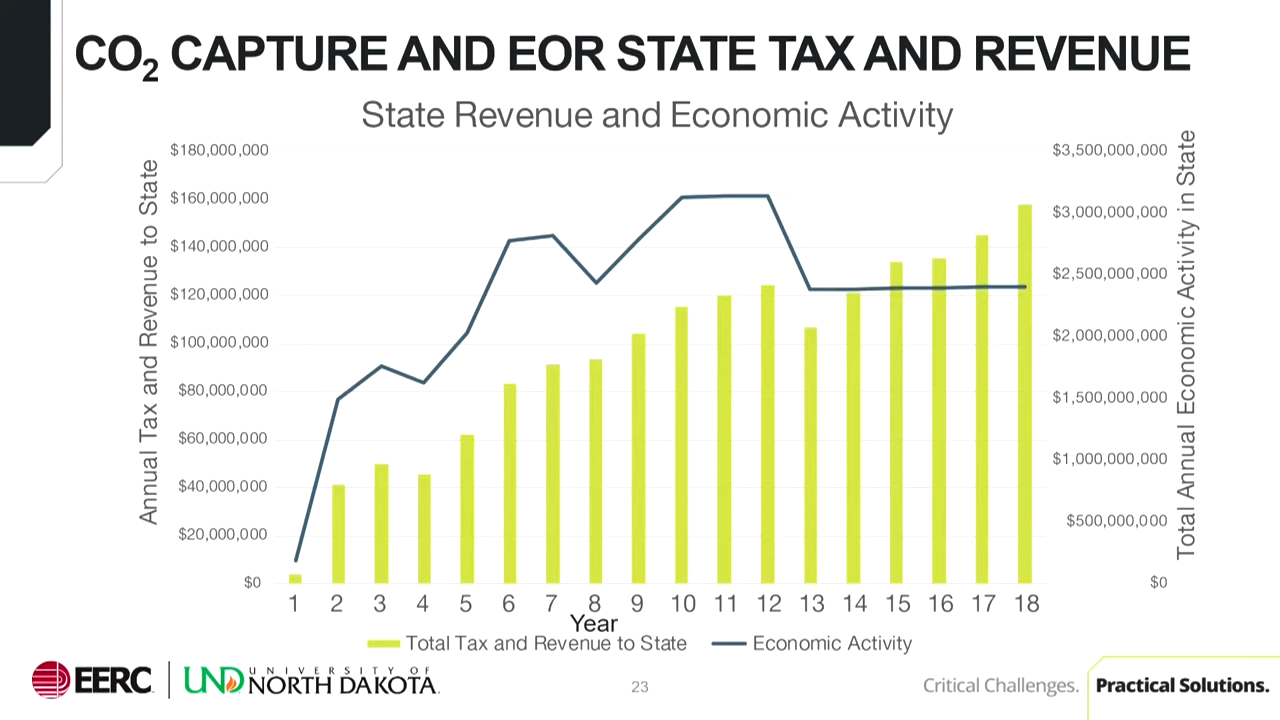 CO₂ CAPTURE AND EOR STATE TAX AND REVENUE
State Revenue and Economic Activity
Annual Tax and Revenue to State
$180,000,000
$160,000,000
$140,000,000
$120,000,000
$100,000,000
$80,000,000
$60,000,000
$40,000,000
$20,000,000
$0
$3,500,000,000
$3,000,000,000
$2,500,000,000
$2,000,000,000
$1,500,000,000
$1,000,000,000
$500,000,000
$0
Total Annual Economic Activity in State
1 2 3 4 5 6 7 8 9 10 11 12 13 14 15 16 17 18
Year
Total Tax and Revenue to State Economic Activity
EERC
UND UNIVERSITY OF
NORTH DAKOTA
23
Critical Challenges. Practical Solutions.